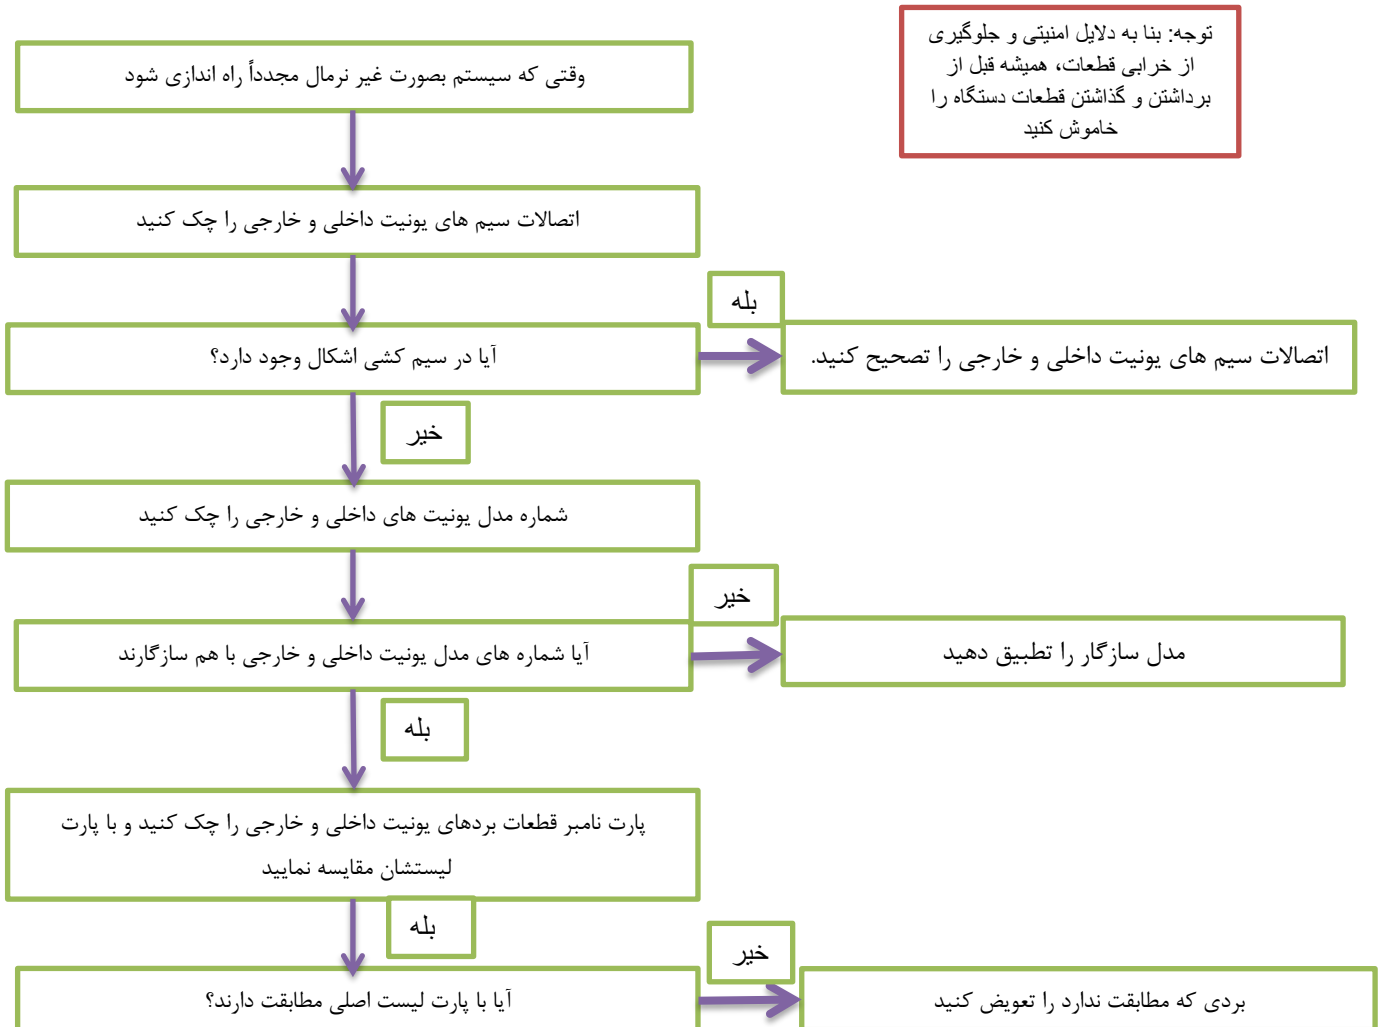 توجه: بنا به دلایل امنیتی و جلوگیری
از خرابی قطعات، همیشه قبل از
برداشتن و گذاشتن قطعات دستگاه را
خاموش کنید
وقتی که سیستم بصورت غیر نرمال مجدداً راه اندازی شود
اتصالات سیم های یونیت داخلی و خارجی را چک کنید
بله
آیا در سیم کشی اشکال وجود دارد؟
اتصالات سیم های یونیت داخلی و خارجی را تصحیح کنید.
خیر
شماره مدل یونیت های داخلی و خارجی را چک کنید
خیر
آیا شماره های مدل یونیت داخلی و خارجی با هم سازگارند
مدل سازگار را تطبیق دهید
بله
پارت نامبر قطعات بردهای یونیت داخلی و خارجی را چک کنید و با پارت
لیستشان مقایسه نمایید
بله
خیر
آیا با پارت لیست اصلی مطابقت دارند؟
بردی که مطابقت ندارد را تعویض کنید